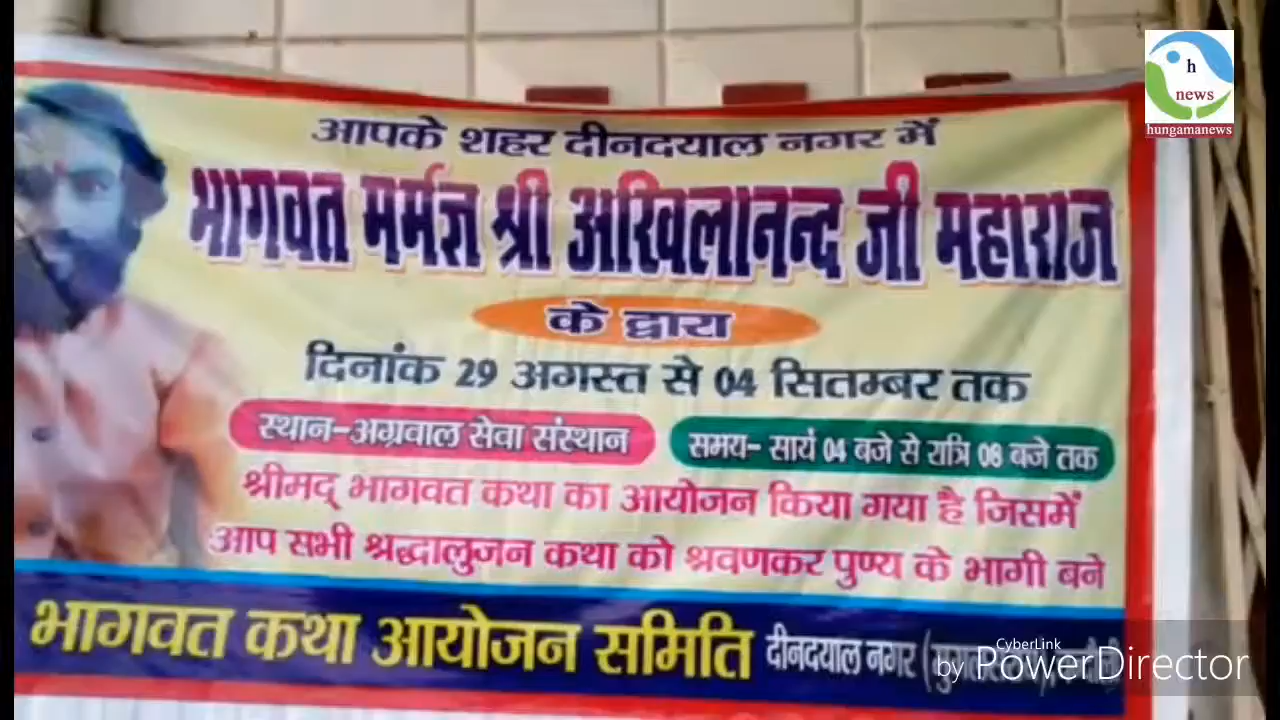 h
news
hungamanews
आपके शहर दीनदयाल नगर में
भागवत मर्मज्ञ श्री अखिलानन्द जी महाराज
के द्वारा
दिनांक 29 अगस्त से 04 सितम्बर तक
स्थान-अग्रवाल सेवा संस्थान
समय- सायं 04 बजे से रात्रि 08 बजे तक
श्रीमद् भागवत कथा का आयोजन किया गया है जिसमें
आप सभी श्रद्धालुजन कथा को श्रवणकर पुण्य के भागी बने
भागवत कथा आयोजन समिति दीनदयाल नगर
CyberLink
by PowerDirector